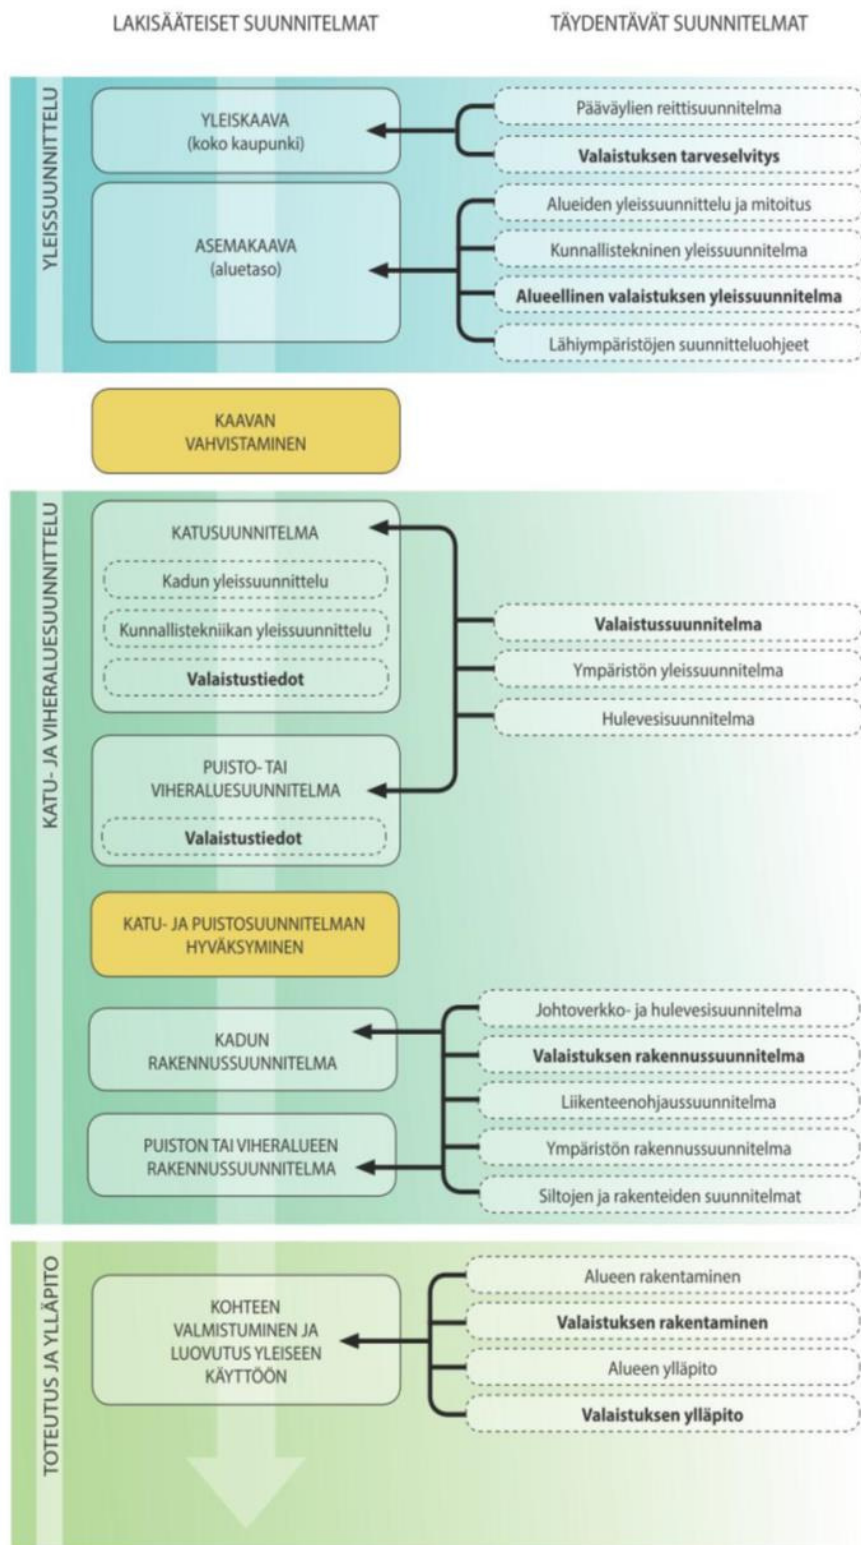 LAKISÄÄTEISET SUUNNITELMAT
TÄYDENTÄVÄT SUUNNITELMAT
YLEISSUUNNITTELU
YLEISKAAVA
(koko kaupunki)
Pääväylien reittisuunnitelma
Valaistuksen tarveselvitys
ASEMAKAAVA
(aluetaso)
Alueiden yleissuunnittelu ja mitoitus
Kunnallistekninen yleissuunnitelma
Alueellinen valaistuksen yleissuunnitelma
Lähiympäristöjen suunnitteluohjeet
KAAVAN
VAHVISTAMINEN
KATU- JA VIHERALUESUUNNITTELU
KATUSUUNNITELMA
Kadun yleissuunnittelu
Kunnallistekniikan yleissuunnittelu
Valaistustiedot
Valaistussuunnitelma
Ympäristön yleissuunnitelma
Hulevesisuunnitelma
PUISTO- TAI
VIHERALUESUUNNITELMA
Valaistustiedot
KATU- JA PUISTOSUUNNITELMAN
HYVÄKSYMINEN
KADUN
RAKENNUSSUUNNITELMA
PUISTON TAI VIHERALUEEN
RAKENNUSSUUNNITELMA
Johtoverkko- ja hulevesisuunnitelma
Valaistuksen rakennussuunnitelma
Liikenteenohjaussuunnitelma
Ympäristön rakennussuunnitelma
Siltojen ja rakenteiden suunnitelmat
TOTEUTUS JA YLLÄPITO
KOHTEEN
VALMISTUMINEN JA
LUOVUTUS YLEISEEN
KÄYTTÖÖN
Alueen rakentaminen
Valaistuksen rakentaminen
Alueen ylläpito
Valaistuksen ylläpito